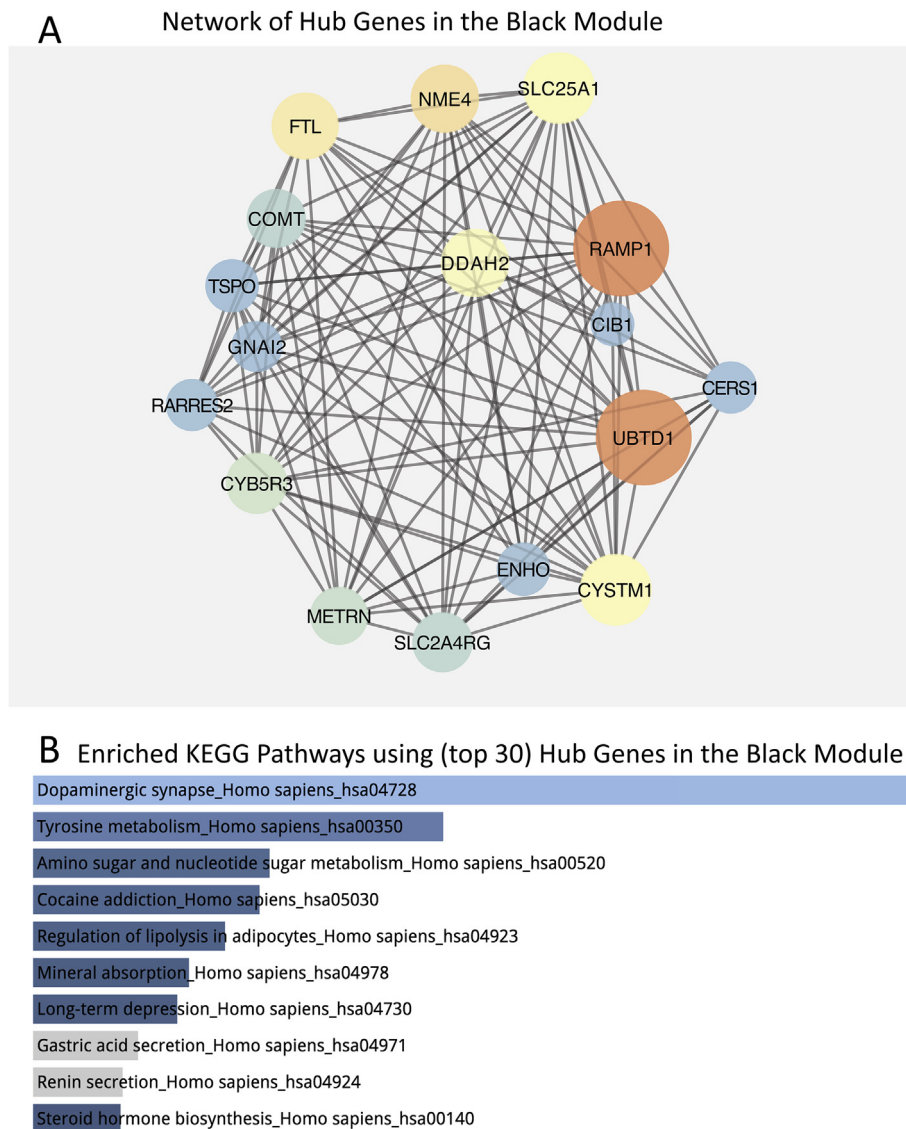 A
Network of Hub Genes in the Black Module
SLC25A1
NME4
FTL
COMT
RAMP1
DDAH2
TSPO
CIB1
GNAI2
CERS1
RARRES2
UBTD1
CYB5R3
ENHO
CYSTM1
METRN
SLC2A4RG
B Enriched KEGG Pathways using (top 30) Hub Genes in the Black Module
Dopaminergic synapse_Homo sapiens_hsa04728
Tyrosine metabolism_Homo sapiens_hsa00350
Amino sugar and nucleotide sugar metabolism_Homo sapiens_hsa00520
Cocaine addiction_Homo sapiens_hsa05030
Regulation of lipolysis in adipocytes_Homo sapiens_hsa04923
Mineral absorption_Homo sapiens_hsa04978
Long-term depression_Homo sapiens_hsa04730
Gastric acid secretion_Homo sapiens_hsa04971
Renin secretion_Homo sapiens_hsa04924
Steroid hormone biosynthesis_Homo sapiens_hsa00140